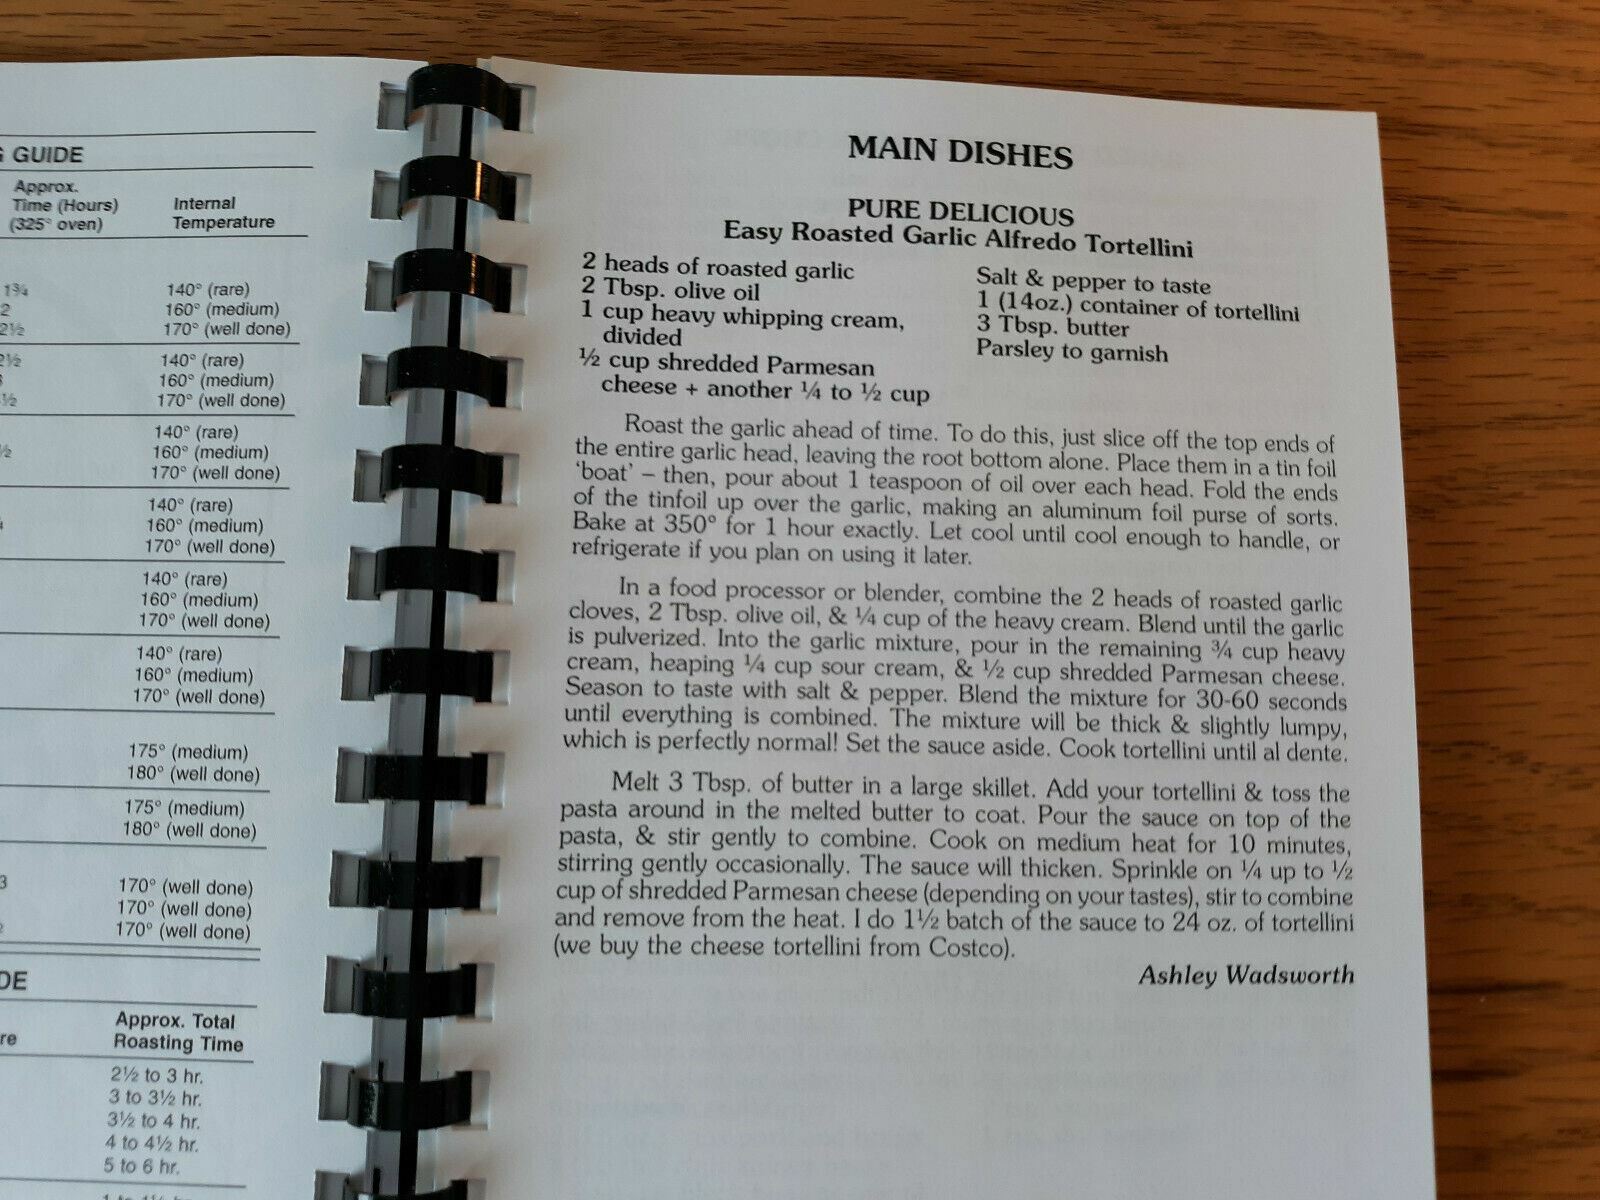 GUIDE
Approx.
Time (Hours)
(325° oven)
Internal
Temperature
1¾
140° (rare)
2
160° (medium)
2½
170° (well done)
2½
140° (rare)
160° (medium)
½
170° (well done)
140° (rare)
½
160° (medium)
170° (well done)
140° (rare)
160° (medium)
170° (well done)
140° (rare)
160° (medium)
170° (well done)
140° (rare)
160° (medium)
170° (well done)
175° (medium)
180° (well done)
175° (medium)
180° (well done)
3
170° (well done)
170° (well done)
170° (well done)
DE
re
Approx. Total
Roasting Time
2½ to 3 hr.
3 to 3½ hr.
3½ to 4 hr.
4 to 4½ hr.
5 to 6 hr.
MAIN DISHES
PURE DELICIOUS
Easy Roasted Garlic Alfredo Tortellini
2 heads of roasted garlic
2 Tbsp. olive oil
1 cup heavy whipping cream,
divided
½ cup shredded Parmesan
cheese + another ¼ to ½ cup
Salt & pepper to taste
1 (14oz.) container of tortellini
3 Tbsp. butter
Parsley to garnish
Roast the garlic ahead of time. To do this, just slice off the top ends of
the entire garlic head, leaving the root bottom alone. Place them in a tin foil
‘boat’ – then, pour about 1 teaspoon of oil over each head. Fold the ends
of the tinfoil up over the garlic, making an aluminum foil purse of sorts.
Bake at 350° for 1 hour exactly. Let cool until cool enough to handle, or
refrigerate if you plan on using it later.
In a food processor or blender, combine the 2 heads of roasted garlic
cloves, 2 Tbsp. olive oil, & ¼ cup of the heavy cream. Blend until the garlic
is pulverized. Into the garlic mixture, pour in the remaining ¾ cup heavy
cream, heaping ¼ cup sour cream, & ½ cup shredded Parmesan cheese.
Season to taste with salt & pepper. Blend the mixture for 30-60 seconds
until everything is combined. The mixture will be thick & slightly lumpy,
which is perfectly normal! Set the sauce aside. Cook tortellini until al dente.
Melt 3 Tbsp. of butter in a large skillet. Add your tortellini & toss the
pasta around in the melted butter to coat. Pour the sauce on top of the
pasta, & stir gently to combine. Cook on medium heat for 10 minutes,
stirring gently occasionally. The sauce will thicken. Sprinkle on ¼ up to ½
cup of shredded Parmesan cheese (depending on your tastes), stir to combine
and remove from the heat. I do 1½ batch of the sauce to 24 oz. of tortellini
(we buy the cheese tortellini from Costco).
Ashley Wadsworth